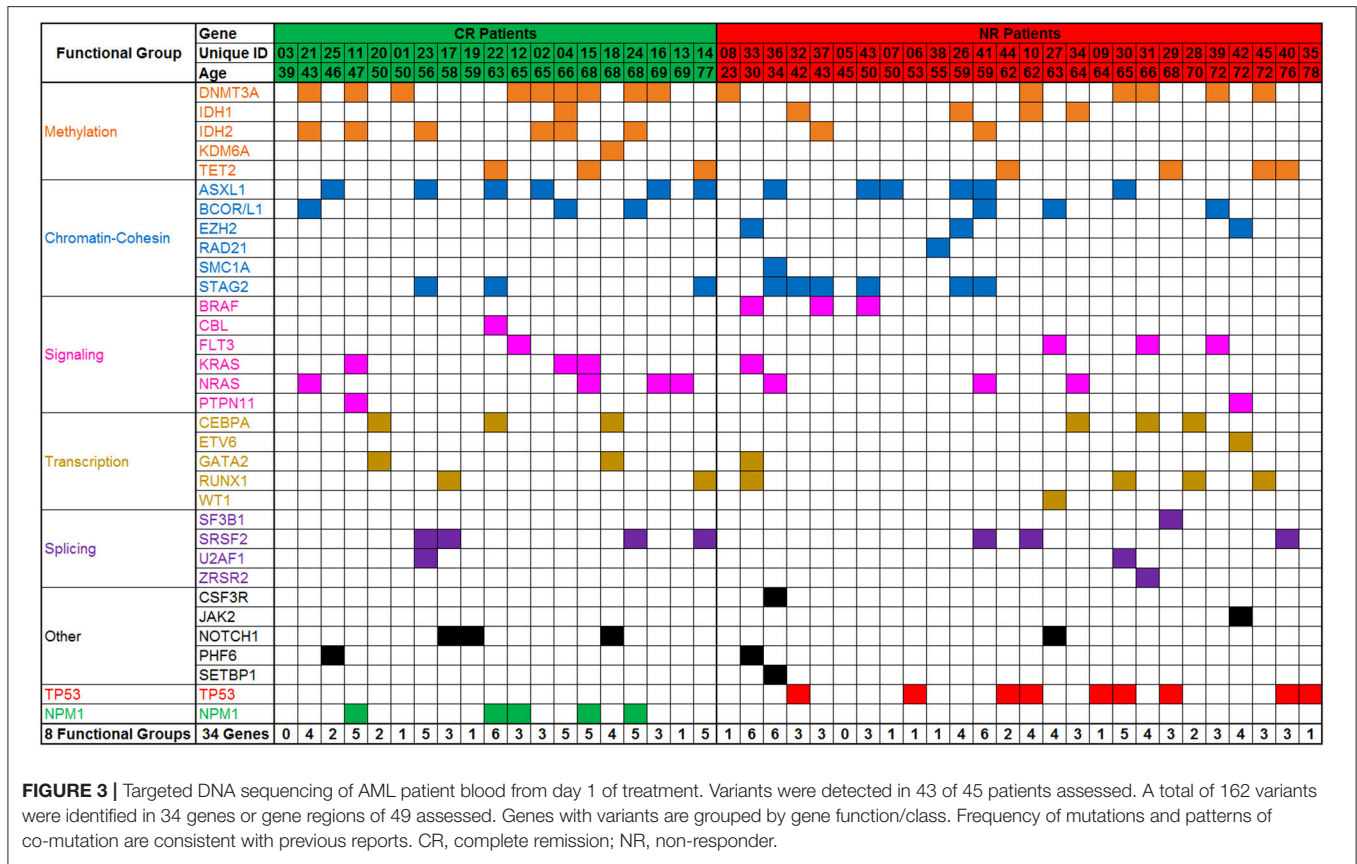 Gene CR Patients NR Patients
Functional Group Unique ID 03 21 25 11 20 01 23 17 19 22 12 02 04 15 18 24 16 13 14 08 33 36 32 37 05 43 07 06 38 26 41 44 10 27 34 09 30 31 29 28 39 42 45 40 35
Age 39 43 46 47 50 50 56 58 59 63 65 65 66 68 68 68 69 69 77 23 30 34 42 43 45 50 50 53 55 59 59 62 62 63 64 64 65 66 68 70 72 72 72 76 78
DNMT3A
IDH1
Methylation IDH2
KDM6A
TET2
ASXL1
BCOR/L1
Chromatin-Cohesin EZH2
RAD21
SMC1A
STAG2
BRAF
CBL
Signaling FLT3
KRAS
NRAS
PTPN11
CEBPA
ETV6
Transcription GATA2
RUNX1
WT1
SF3B1
Splicing SRSF2
U2AF1
ZRSR2
CSF3R
JAK2
Other NOTCH1
PHF6
SETBP1
TP53 TP53
NPM1 NPM1
8 Functional Groups 34 Genes 0 4 2 5 2 1 5 3 1 6 3 3 5 5 4 5 3 1 5 1 6 6 3 3 0 3 1 1 1 4 6 2 4 4 3 1 5 4 3 2 3 4 3 3 1
FIGURE 3 | Targeted DNA sequencing of AML patient blood from day 1 of treatment. Variants were detected in 43 of 45 patients assessed. A total of 162 variants
were identified in 34 genes or gene regions of 49 assessed. Genes with variants are grouped by gene function/class. Frequency of mutations and patterns of
co-mutation are consistent with previous reports. CR, complete remission; NR, non-responder.